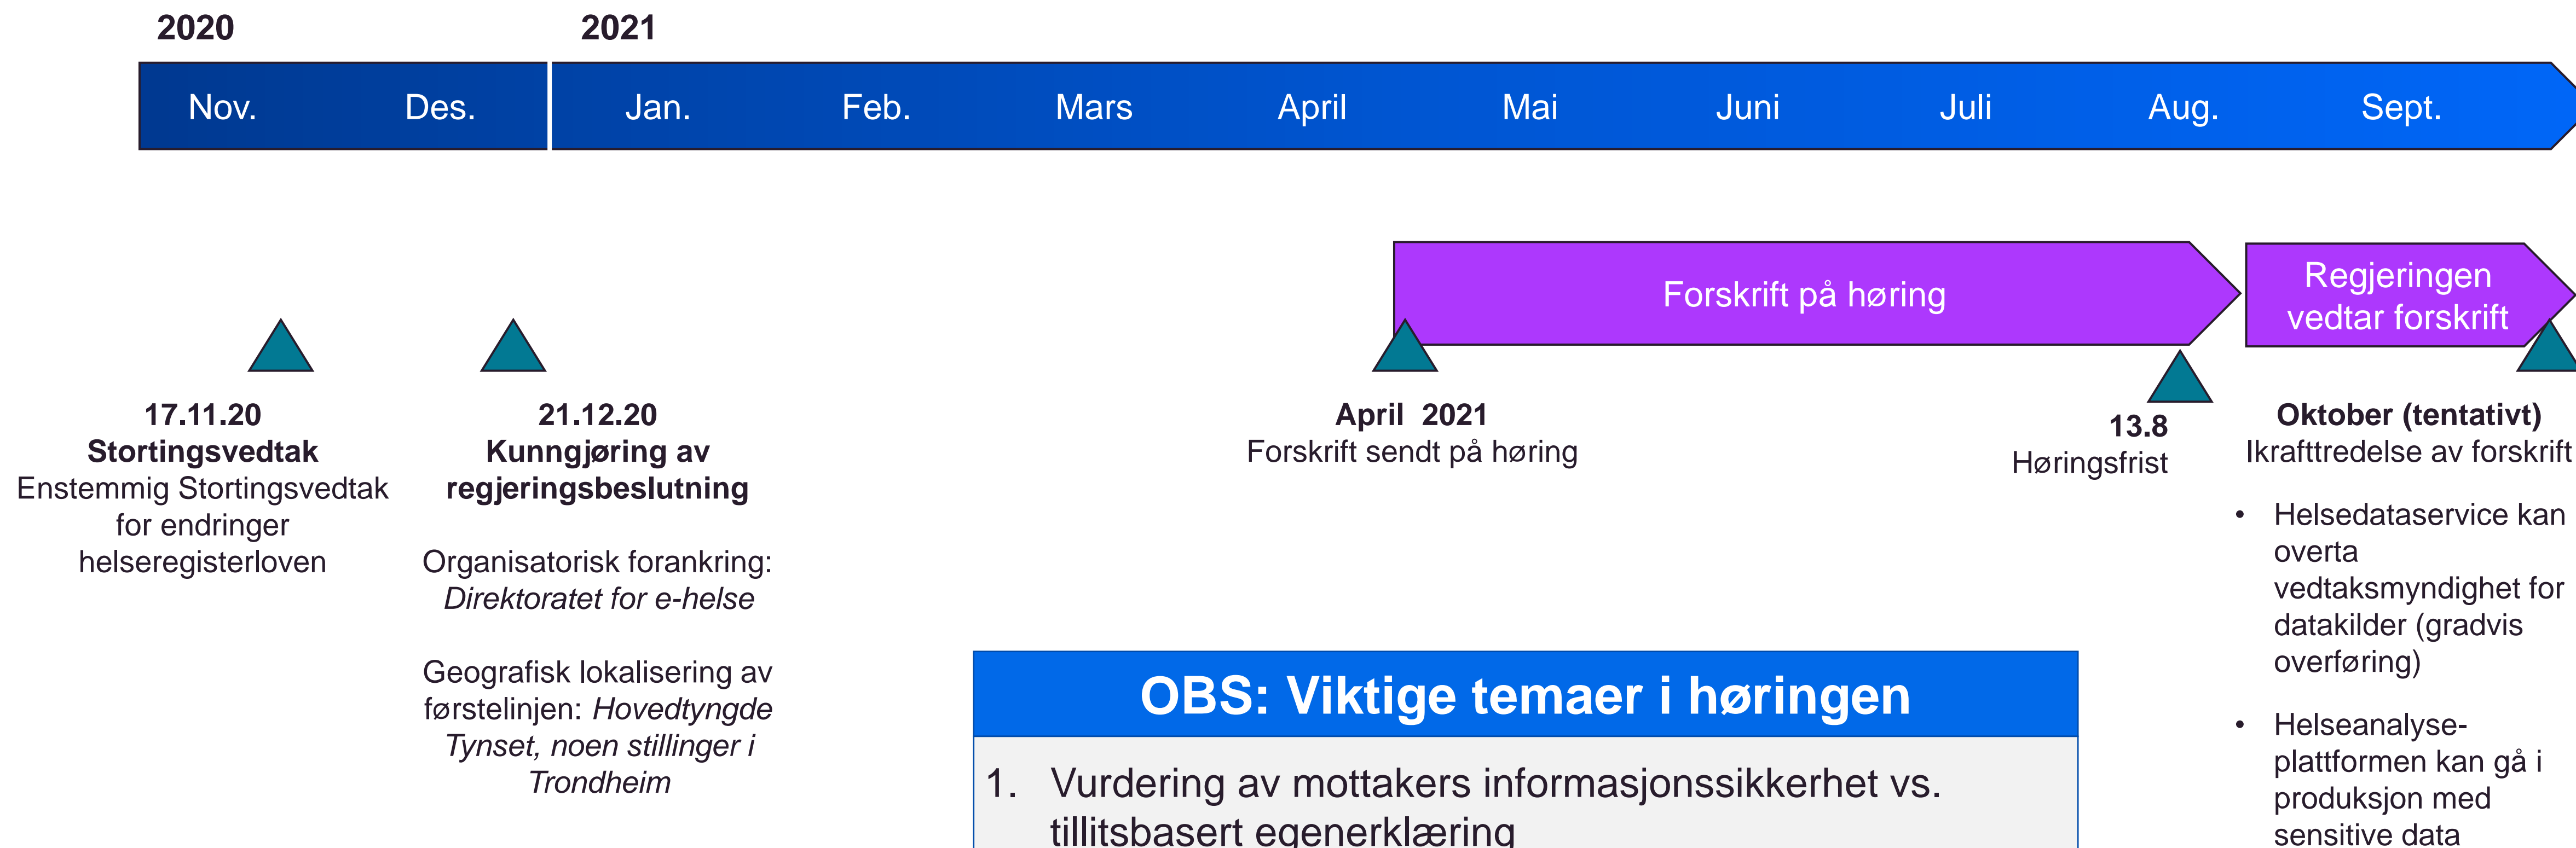 2020
2021
Nov.
Des.
Jan.
Feb.
Mars
April
Mai
Juni
Juli
Aug.
Sept.
Forskrift på høring
Regjeringen
vedtar forskrift
17.11.20
Stortingsvedtak
Enstemmig Stortingsvedtak
for endringer
helseregisterloven
21.12.20
Kunngjøring av
regjeringsbeslutning
Organisatorisk forankring:
Direktoratet for e-helse
Geografisk lokalisering av
førstelinjen: Hovedtyngde
Tynset, noen stillinger i
Trondheim
April  2021
Forskrift sendt på høring
13.8
Høringsfrist
Oktober (tentativt)
Ikrafttredelse av forskrift
• Helsedataservice kan
overta
vedtaksmyndighet for
datakilder (gradvis
overføring)
• Helseanalyse-
plattformen kan gå i
produksjon med
sensitive data
OBS: Viktige temaer i høringen
1. Vurdering av mottakers informasjonssikkerhet vs.
tillitsbasert egenerklæring